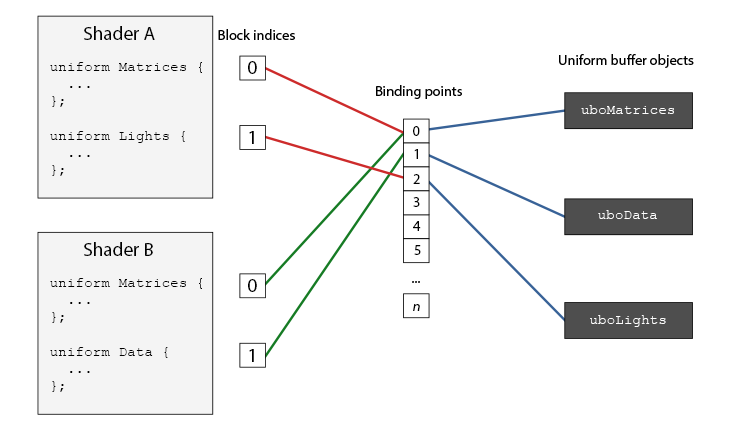 Shader A
uniform Matrices {
...
};
uniform Lights {
...
};
Block indices
0
1
Shader B
uniform Matrices {
...
};
uniform Data {
...
};
0
1
Binding points
0
1
2
3
4
5
...
n
Uniform buffer objects
uboMatrices
uboData
uboLights